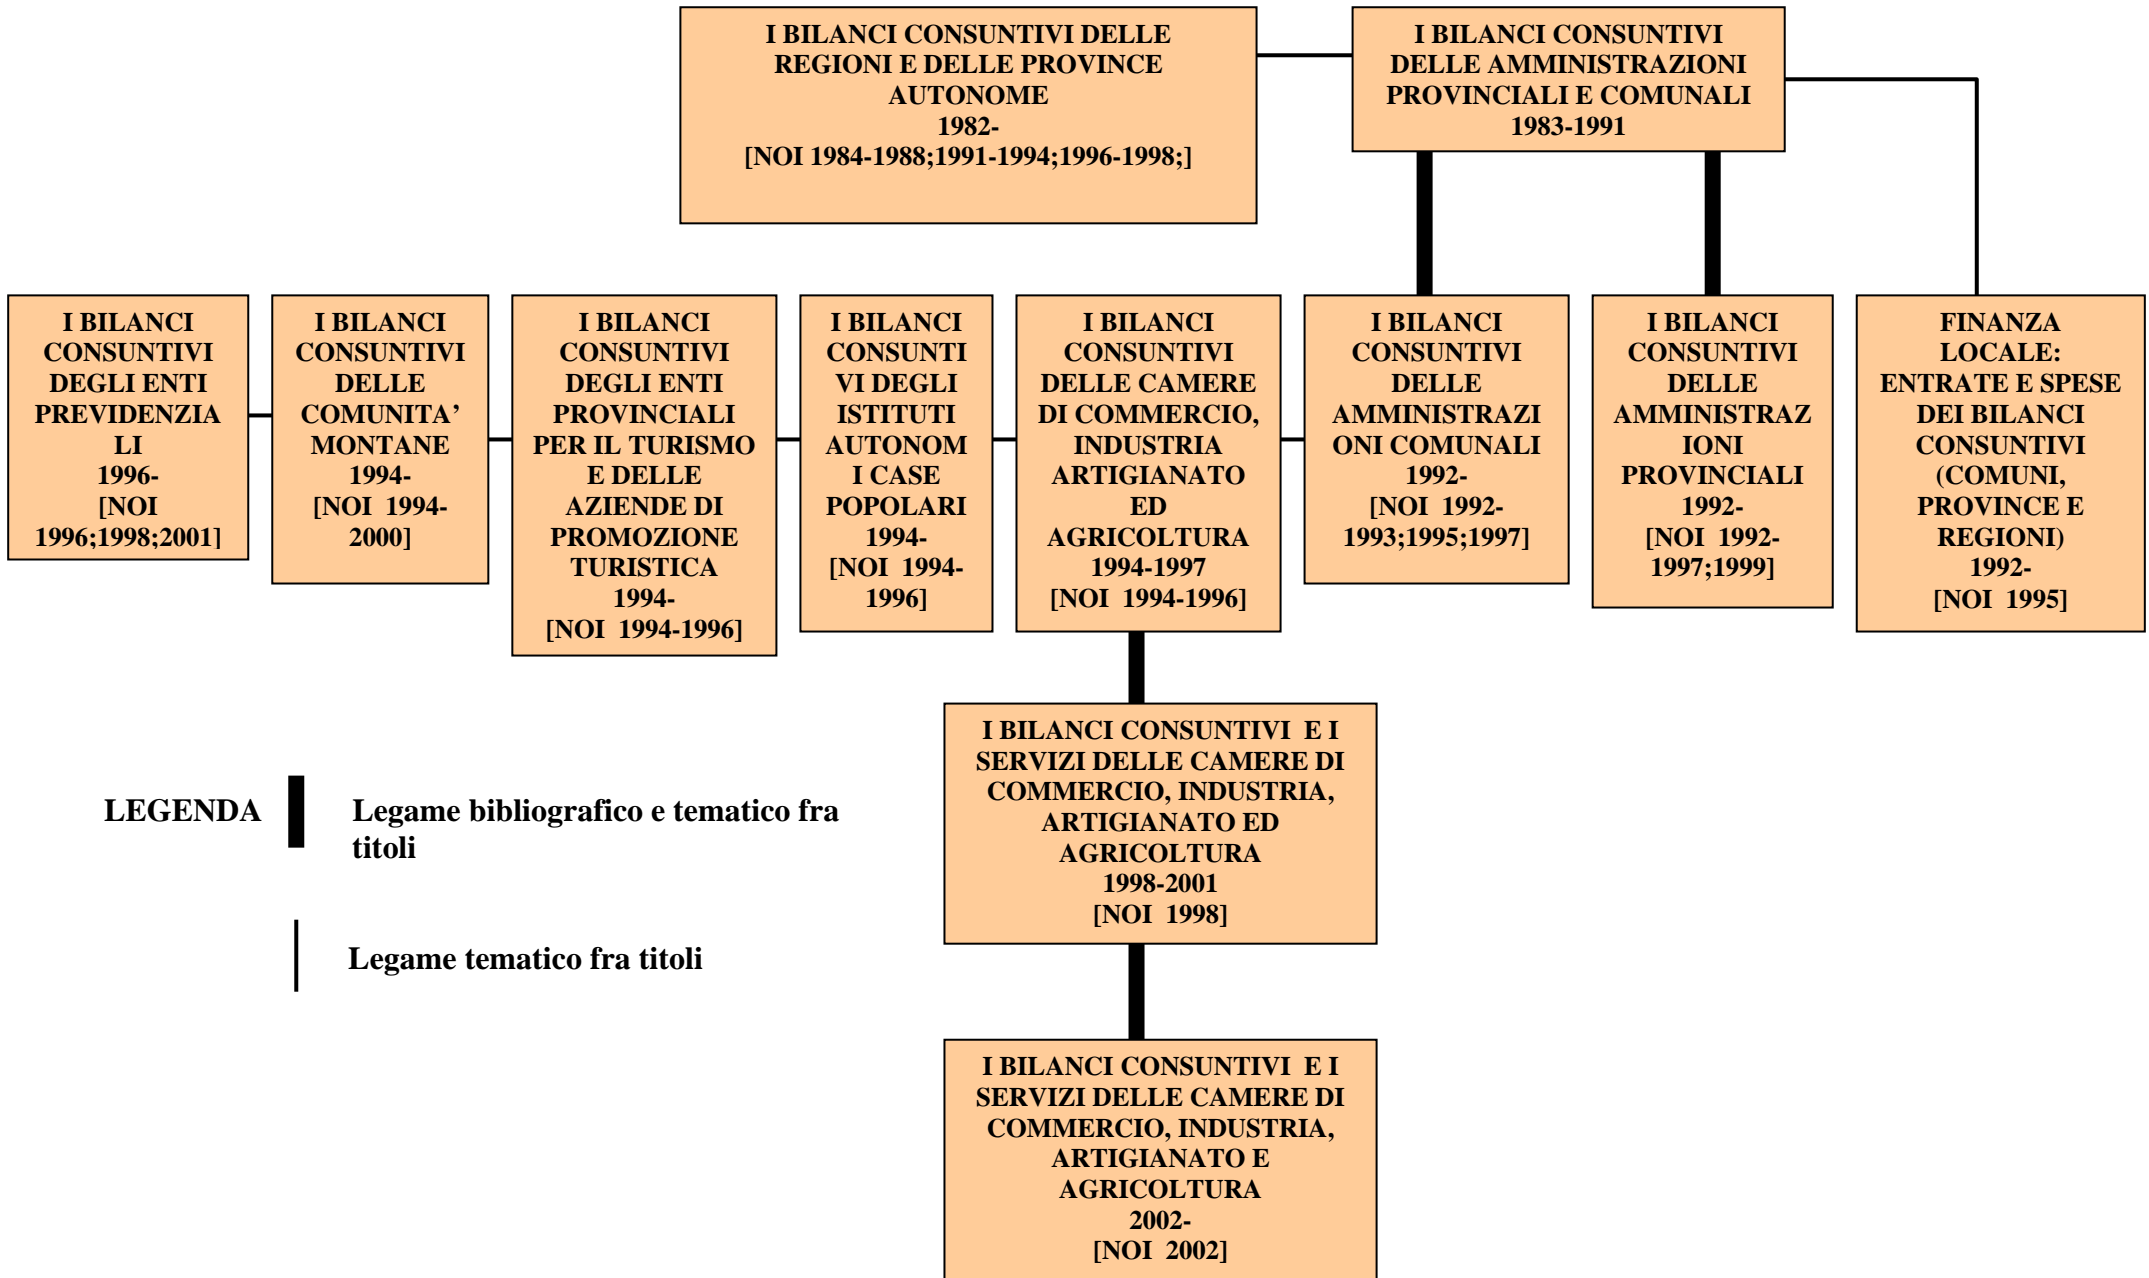 I BILANCI CONSUNTIVI DELLE
REGIONI E DELLE PROVINCE
AUTONOME
1982-
[NOI 1984-1988;1991-1994;1996-1998;]
I BILANCI CONSUNTIVI
DELLE AMMINISTRAZIONI
PROVINCIALI E COMUNALI
1983-1991
I BILANCI
CONSUNTIVI
DEGLI ENTI
PREVIDENZIA
LI
1996-
[NOI
1996;1998;2001]
I BILANCI
CONSUNTIVI
DELLE
COMUNITA’
MONTANE
1994-
[NOI 1994-
2000]
I BILANCI
CONSUNTIVI
DEGLI ENTI
PROVINCIALI
PER IL TURISMO
E DELLE
AZIENDE DI
PROMOZIONE
TURISTICA
1994-
[NOI 1994-1996]
I BILANCI
CONSUNTI
VI DEGLI
ISTITUTI
AUTONOM
I CASE
POPOLARI
1994-
[NOI 1994-
1996]
I BILANCI
CONSUNTIVI
DELLE CAMERE
DI COMMERCIO,
INDUSTRIA
ARTIGIANATO
ED
AGRICOLTURA
1994-1997
[NOI 1994-1996]
I BILANCI
CONSUNTIVI
DELLE
AMMINISTRAZI
ONI COMUNALI
1992-
[NOI 1992-
1993;1995;1997]
I BILANCI
CONSUNTIVI
DELLE
AMMINISTRAZ
IONI
PROVINCIALI
1992-
[NOI 1992-
1997;1999]
FINANZA
LOCALE:
ENTRATE E SPESE
DEI BILANCI
CONSUNTIVI
(COMUNI,
PROVINCE E
REGIONI)
1992-
[NOI 1995]
I BILANCI CONSUNTIVI E I
SERVIZI DELLE CAMERE DI
COMMERCIO, INDUSTRIA,
ARTIGIANATO ED
AGRICOLTURA
1998-2001
[NOI 1998]
LEGENDA
Legame bibliografico e tematico fra
titoli
Legame tematico fra titoli
I BILANCI CONSUNTIVI E I
SERVIZI DELLE CAMERE DI
COMMERCIO, INDUSTRIA,
ARTIGIANATO E
AGRICOLTURA
2002-
[NOI 2002]